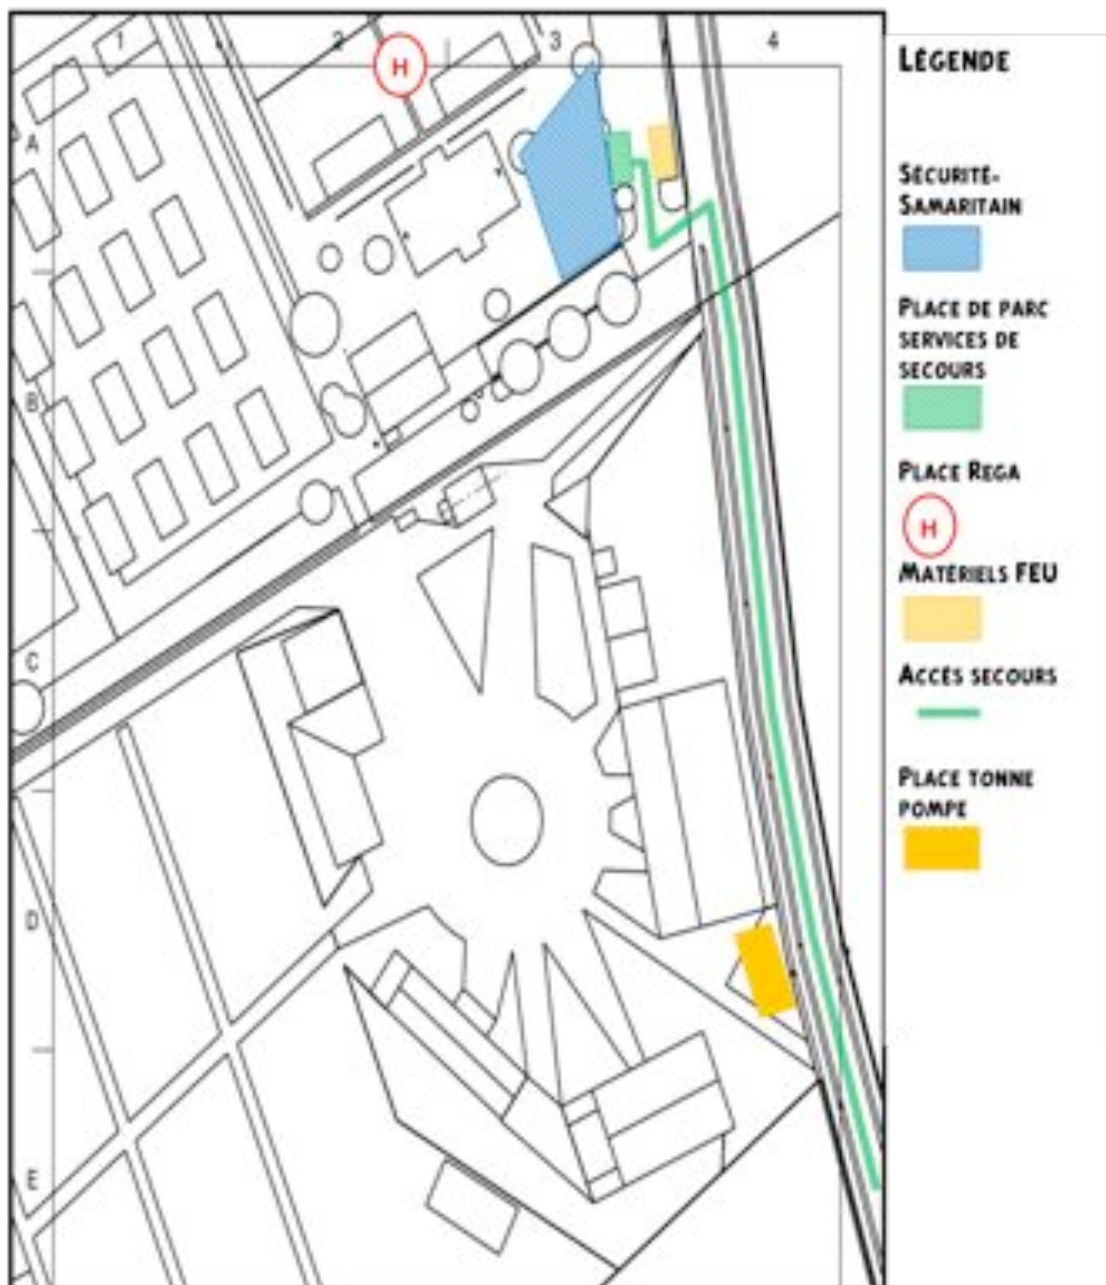 1 2 3 4
H
A
B
C
D
E
LÉGENDE
SÉCURITÉ-
SAMARITAIN
PLACE DE PARC
SERVICES DE
SECOURS
PLACE REGA
H
MATÉRIELS FEU
ACCÈS SECOURS
PLACE TONNE
POMPE